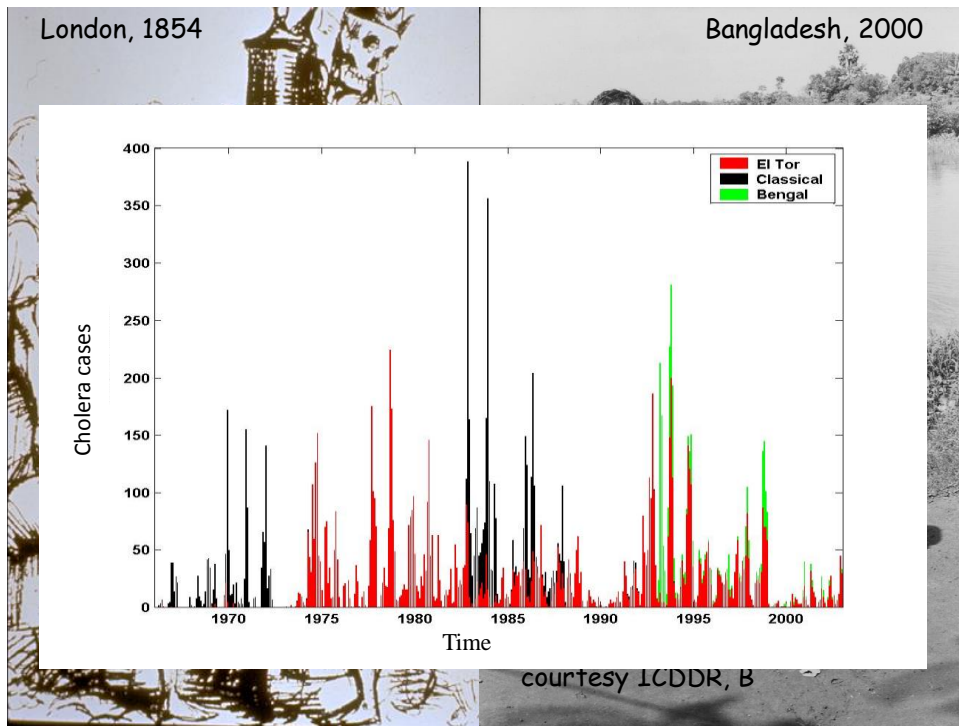 London, 1854
Bangladesh, 2000
400
350
300
250
200
150
100
50
0
Cholera cases
El Tor
Classical
Bengal
1970
1975
1980
1985
1990
1995
2000
Time
courtesy ICDDR, B